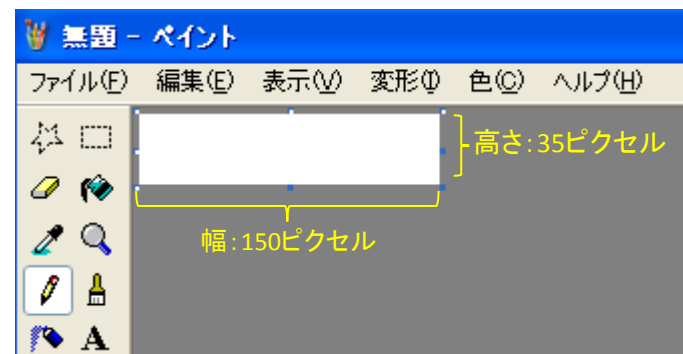 無題 - ペイント
ファイル(F) 編集(E) 表示(V) 変形(I) 色(C) ヘルプ(H)
高さ:35ピクセル
幅:150ピクセル
A